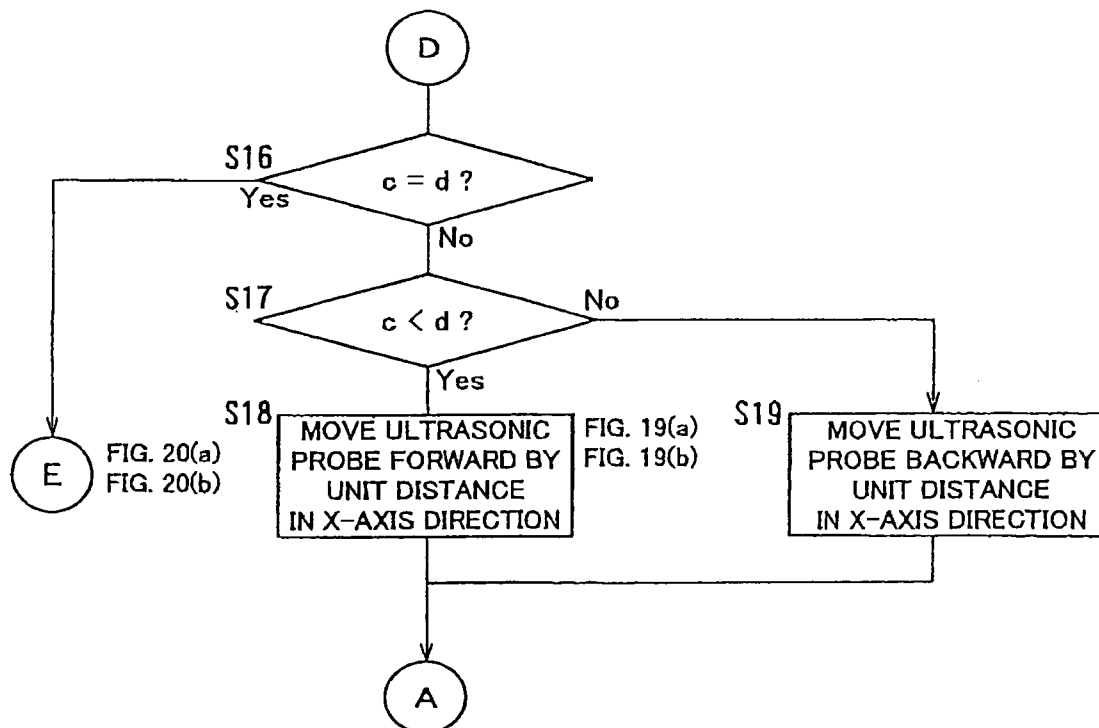 D
S16
c = d ?
Yes
No
S17
c < d ?
No
Yes
S18
MOVE ULTRASONIC
PROBE FORWARD BY
UNIT DISTANCE
IN X-AXIS DIRECTION
FIG. 19(a)
FIG. 19(b)
S19
MOVE ULTRASONIC
PROBE BACKWARD BY
UNIT DISTANCE
IN X-AXIS DIRECTION
E
FIG. 20(a)
FIG. 20(b)
A